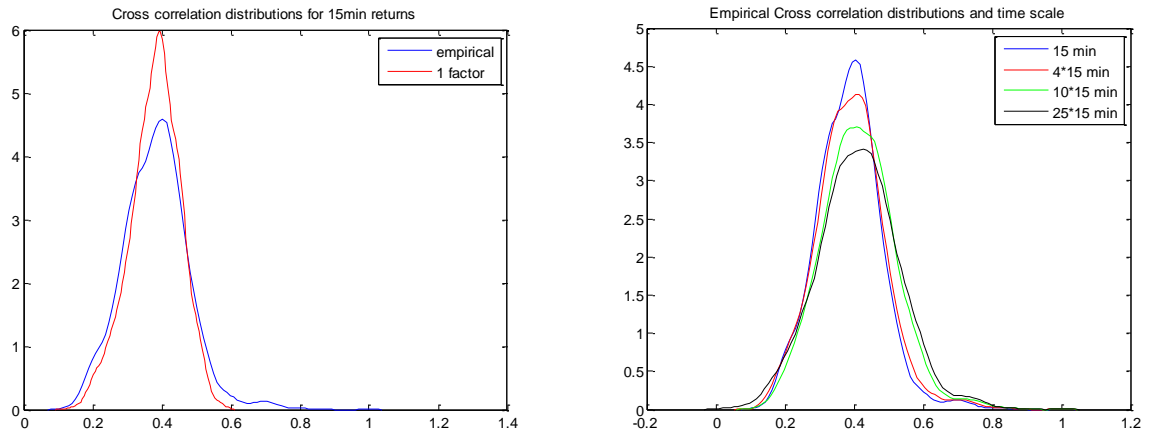 Cross correlation distributions for 15min returns
6
5
4
3
2
1
0
0 0.2 0.4 0.6 0.8 1 1.2 1.4
empirical
1 factor
Empirical Cross correlation distributions and time scale
5
4.5
4
3.5
3
2.5
2
1.5
1
0.5
0
-0.2 0 0.2 0.4 0.6 0.8 1 1.2
15 min
4*15 min
10*15 min
25*15 min